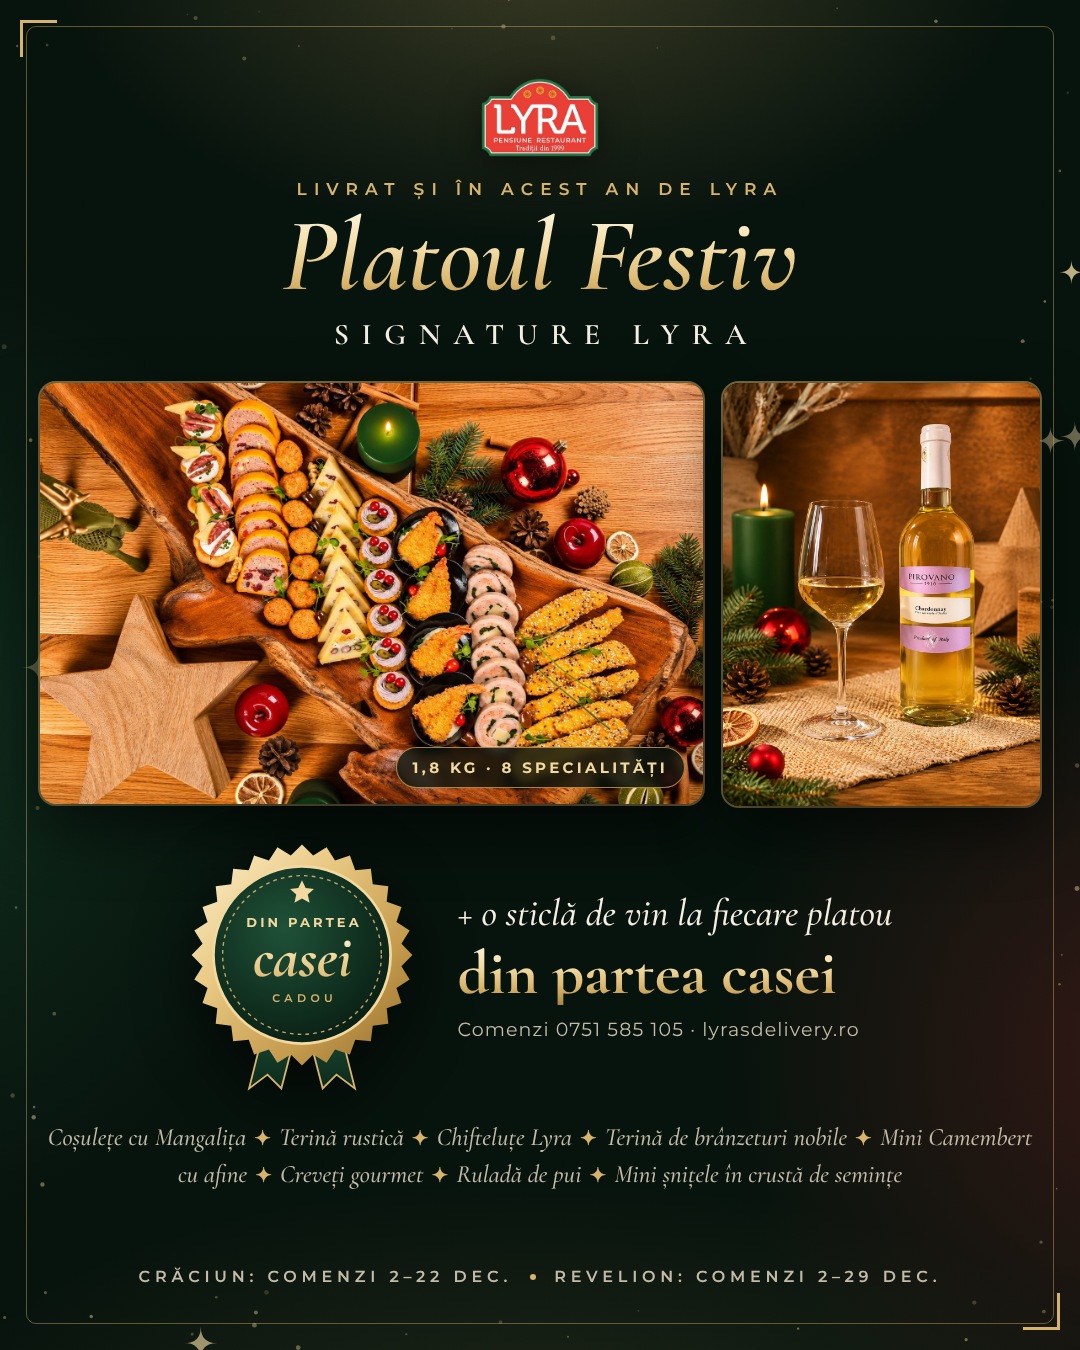 LYRA
PENSIUNE RESTAURANT
Tradiții din 1999
LIVRAT ȘI ÎN ACEST AN DE LYRA
Platoul Festiv
SIGNATURE LYRA
PIROVANO
1910
Chardonnay
Product of Italy
1,8 KG · 8 SPECIALITĂȚI
DIN PARTEA
casei
CADOU
+ o sticlă de vin la fiecare platou
din partea casei
Comenzi 0751 585 105 · lyrasdelivery.ro
Coșulețe cu Mangalița ✦ Terină rustică ✦ Chifteluțe Lyra ✦ Terină de brânzeturi nobile ✦ Mini Camembert
cu afine ✦ Creveți gourmet ✦ Ruladă de pui ✦ Mini șnițele în crustă de semințe
CRĂCIUN: COMENZI 2–22 DEC. • REVELION: COMENZI 2–29 DEC.